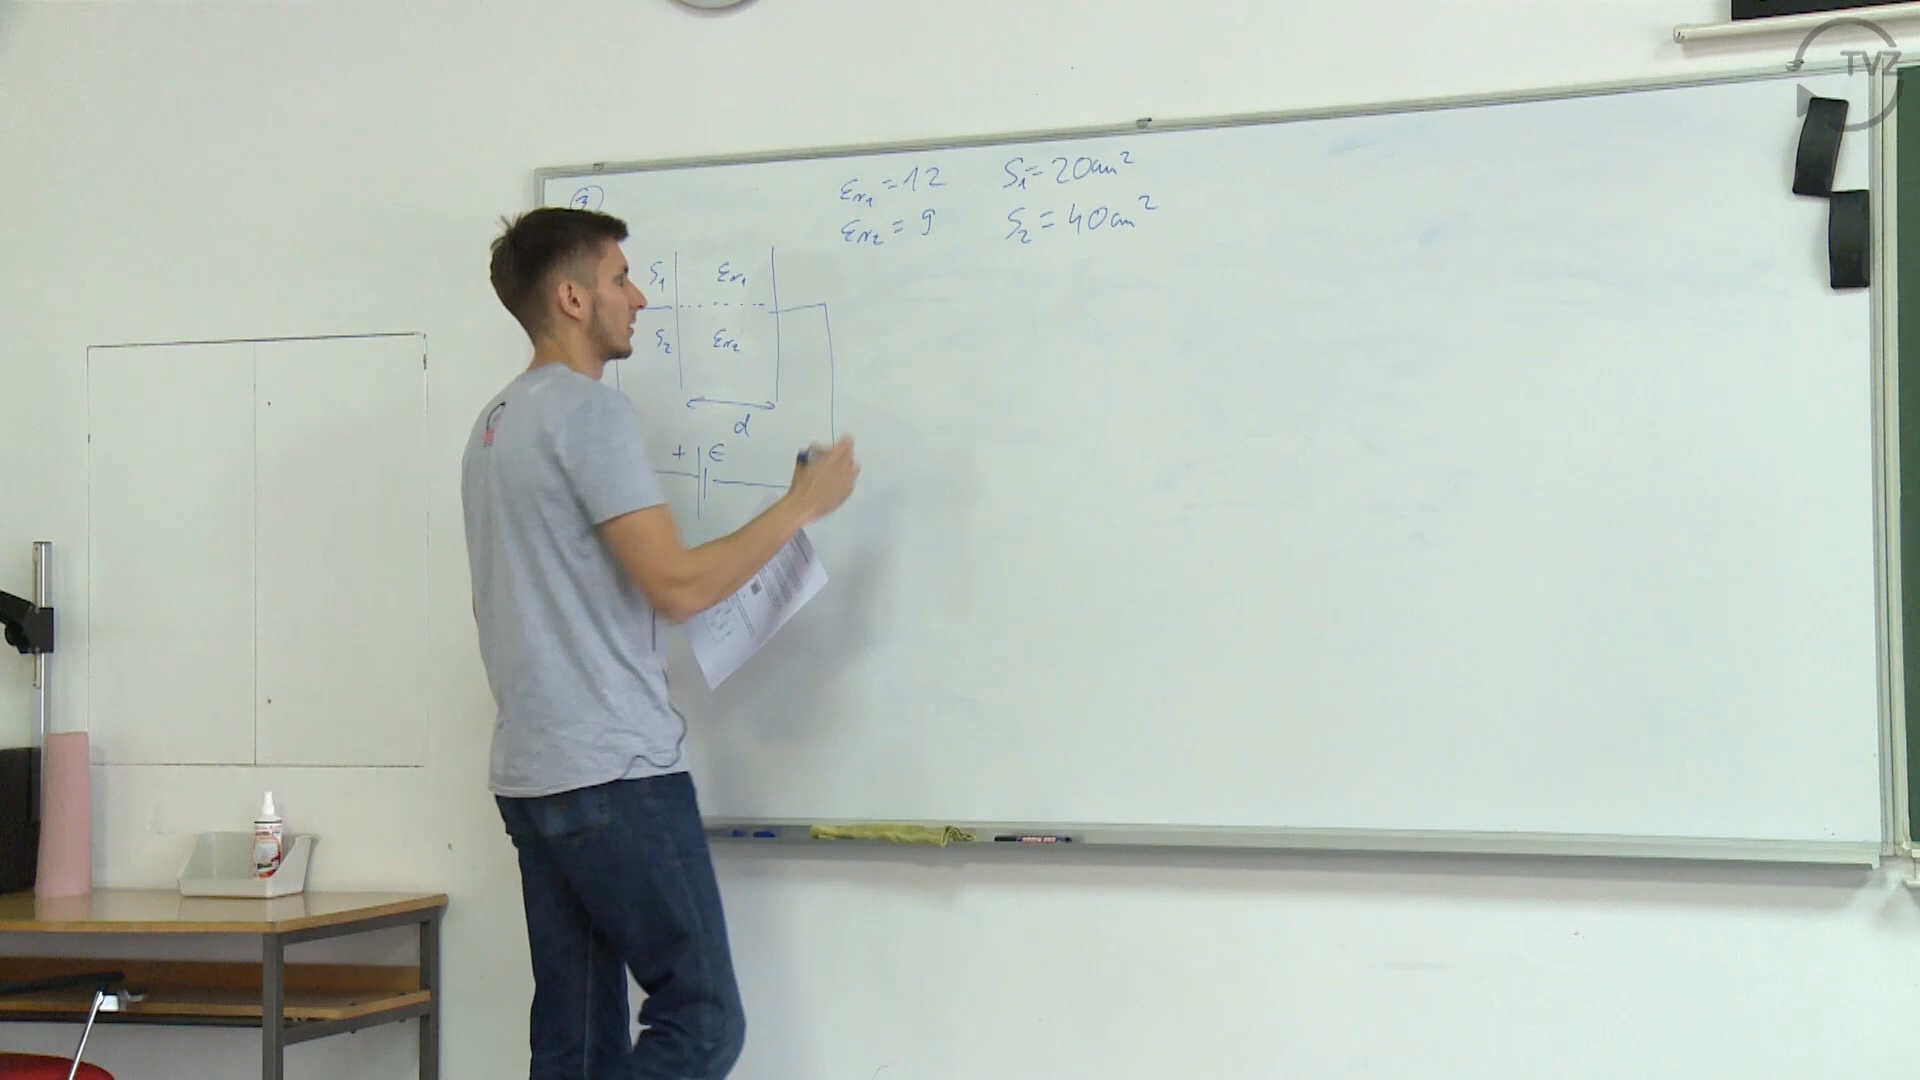 ③
εr₁ = 12 S₁ = 20cm²
εr₂ = 9 S₂ = 40cm²
S₁ εr₁
S₂ εr₂
d
+ E
TVZ